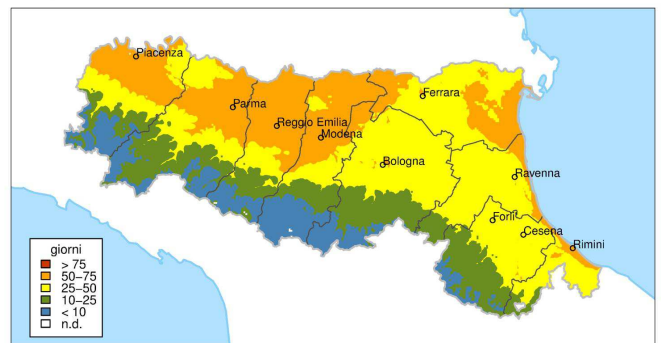 Piacenza
Parma
Reggio Emilia
Modena
Ferrara
Bologna
Ravenna
Forlì
Cesena
Rimini
giorni
> 75
50–75
25–50
10–25
< 10
n.d.